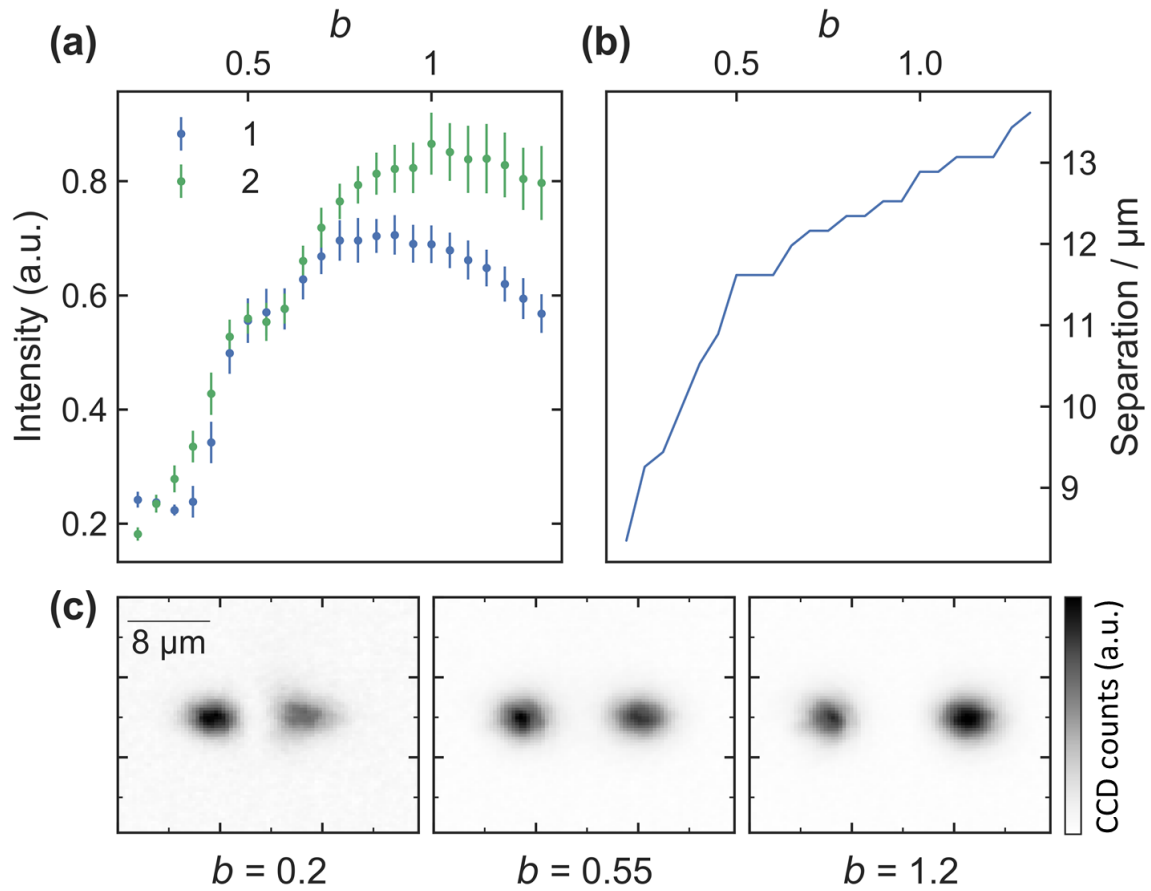 (a)
b
0.5
1
1
2
0.8
0.6
0.4
0.2
Intensity (a.u.)
(b)
b
0.5
1.0
13
12
11
10
9
Separation / μm
(c)
8 μm
CCD counts (a.u.)
b = 0.2
b = 0.55
b = 1.2